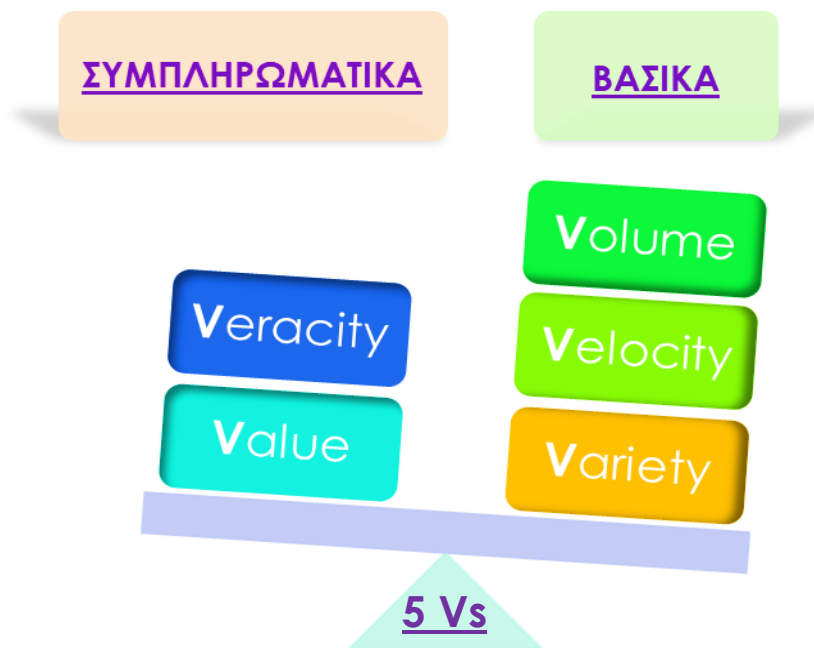 ΣΥΜΠΛΗΡΩΜΑΤΙΚΑ
ΒΑΣΙΚΑ
Veracity
Value
Volume
Velocity
Variety
5 Vs